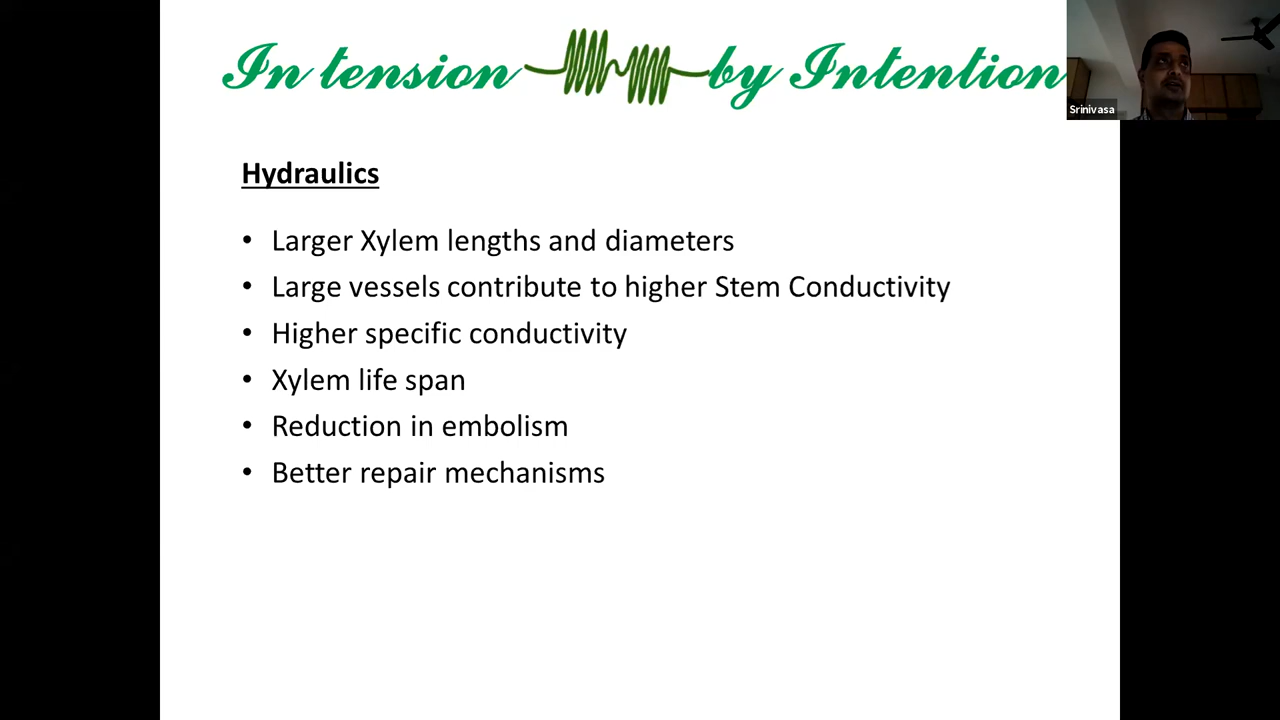 In tension by Intention
Srinivasa
Hydraulics
• Larger Xylem lengths and diameters
• Large vessels contribute to higher Stem Conductivity
• Higher specific conductivity
• Xylem life span
• Reduction in embolism
• Better repair mechanisms